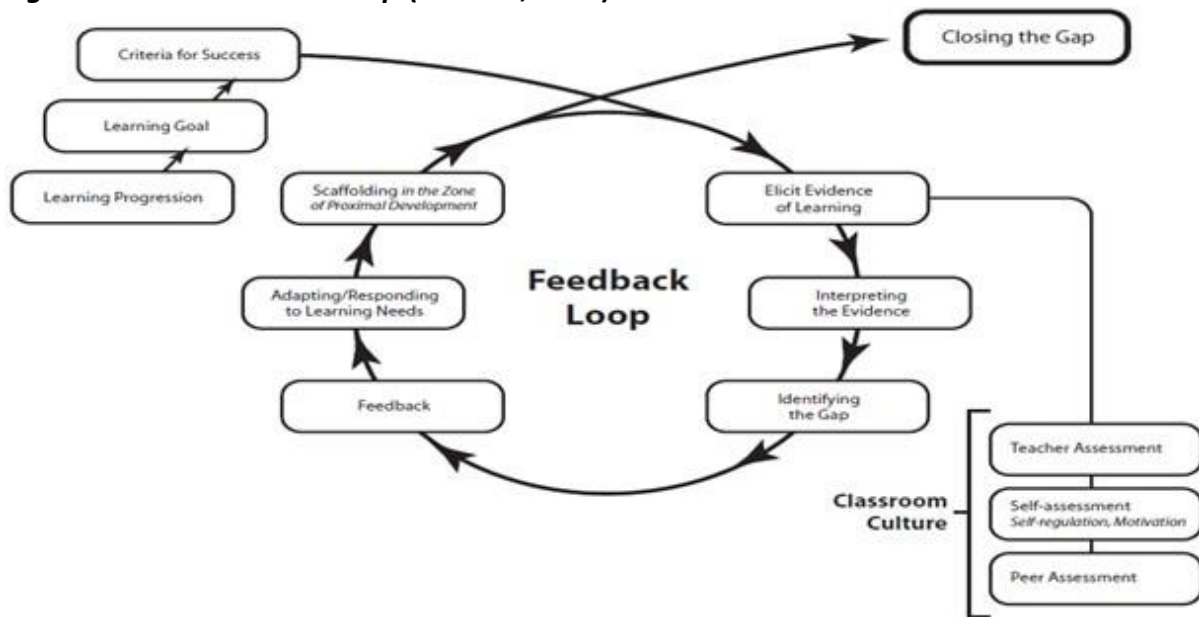 Criteria for Success
Learning Goal
Learning Progression
Closing the Gap
Scaffolding in the Zone
of Proximal Development
Elicit Evidence
of Learning
Adapting/Responding
to Learning Needs
Feedback
Loop
Interpreting
the Evidence
Feedback
Identifying
the Gap
Classroom
Culture
Teacher Assessment
Self-assessment
Self-regulation, Motivation
Peer Assessment